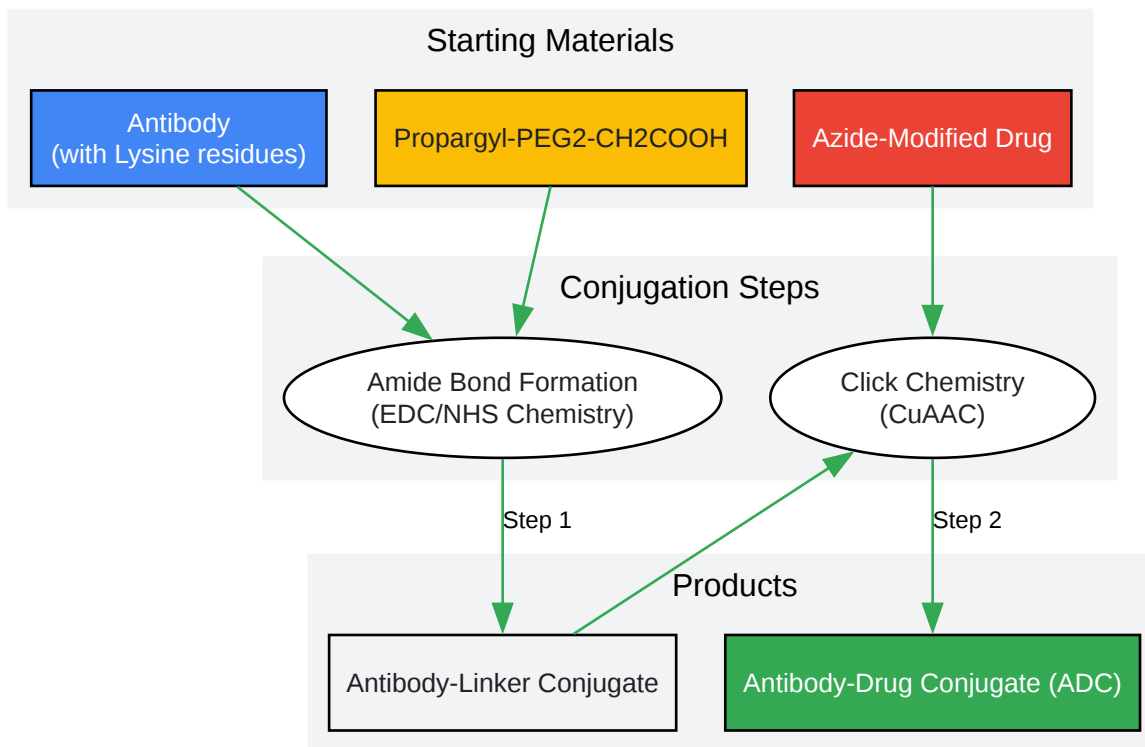 Starting Materials
Antibody
(with Lysine residues)
Propargyl-PEG2-CH2COOH
Azide-Modified Drug
Conjugation Steps
Amide Bond Formation
(EDC/NHS Chemistry)
Click Chemistry
(CuAAC)
Step 1
Step 2
Products
Antibody-Linker Conjugate
Antibody-Drug Conjugate (ADC)